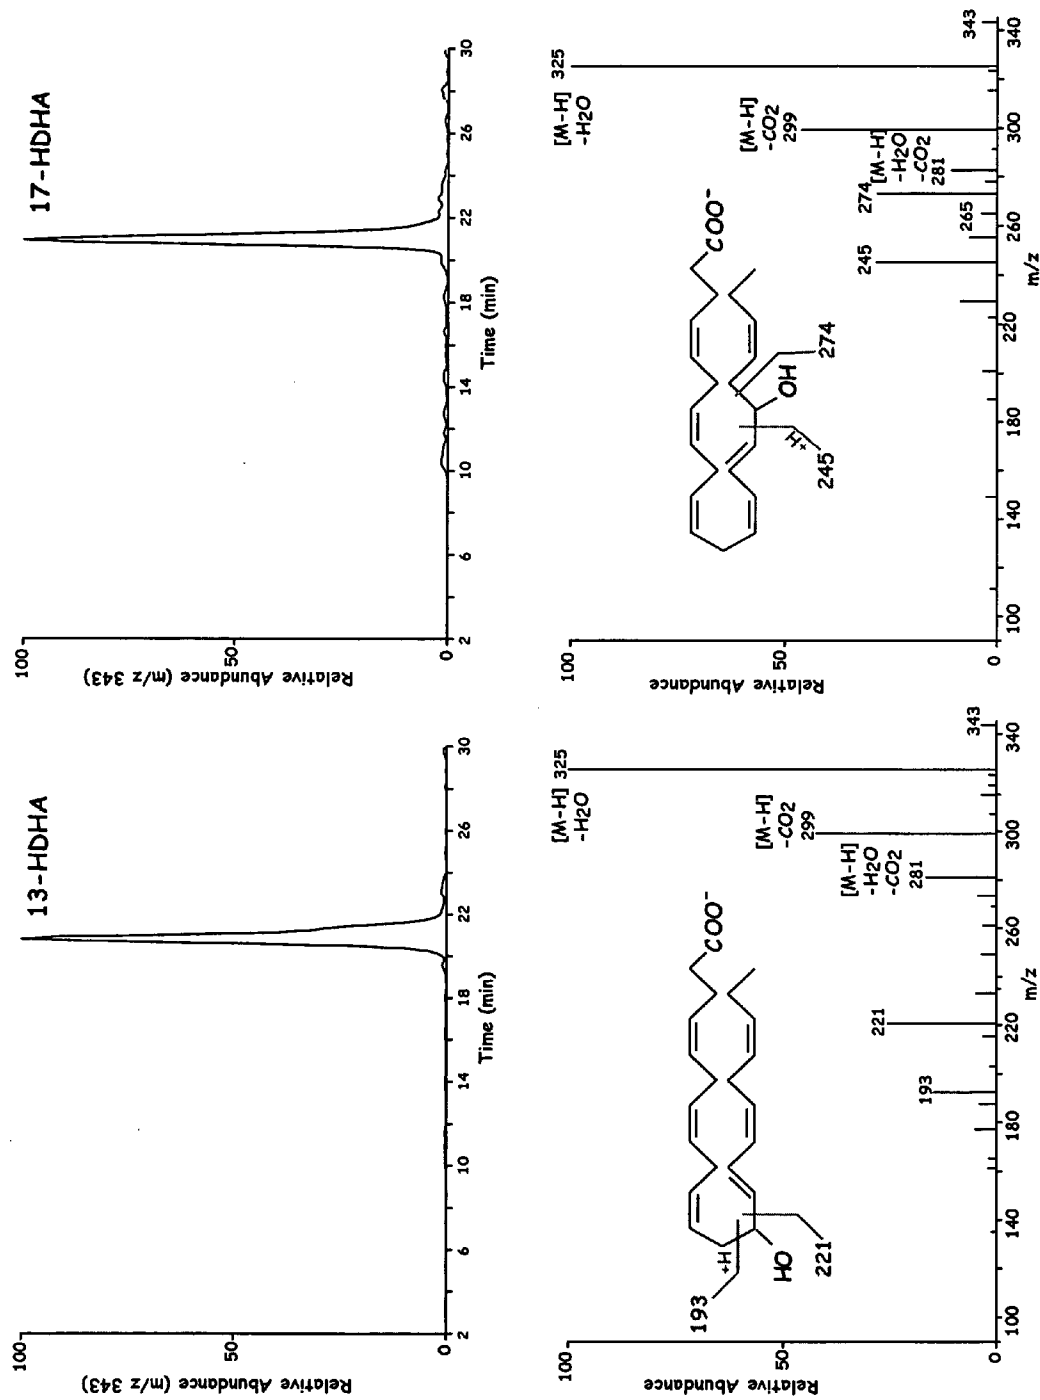 13-HDHA
Relative Abundance (m/z 343)
100
50
0
2 6 10 14 18 22 26 30
Time (min)
17-HDHA
Relative Abundance (m/z 343)
100
50
0
2 6 10 14 18 22 26 30
Time (min)
Relative Abundance
100
50
0
[M-H] 325
-H2O
[M-H]
-CO2
299
[M-H]
-H2O
-CO2
281
221
193
343
COO-
HO
+H
193
221
100 140 180 220 260 300 340
m/z
Relative Abundance
100
50
0
[M-H] 325
-H2O
[M-H]
-CO2
299
[M-H]
-H2O
-CO2
281
274
265
245
343
COO-
OH
H+
245
274
100 140 180 220 260 300 340
m/z